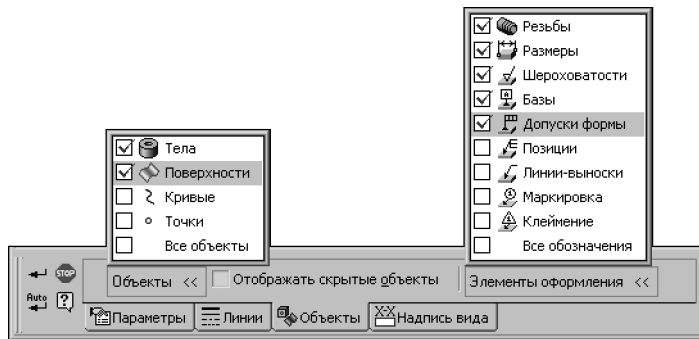 Резьбы
Размеры
Шероховатости
Базы
Допуски формы
Позиции
Линии-выноски
Маркировка
Клеймение
Все обозначения
Тела
Поверхности
Кривые
Точки
Все объекты
STOP
Объекты << Отображать скрытые объекты Элементы оформления <<
Auto ?
Параметры Линии Объекты X-X Надпись вида